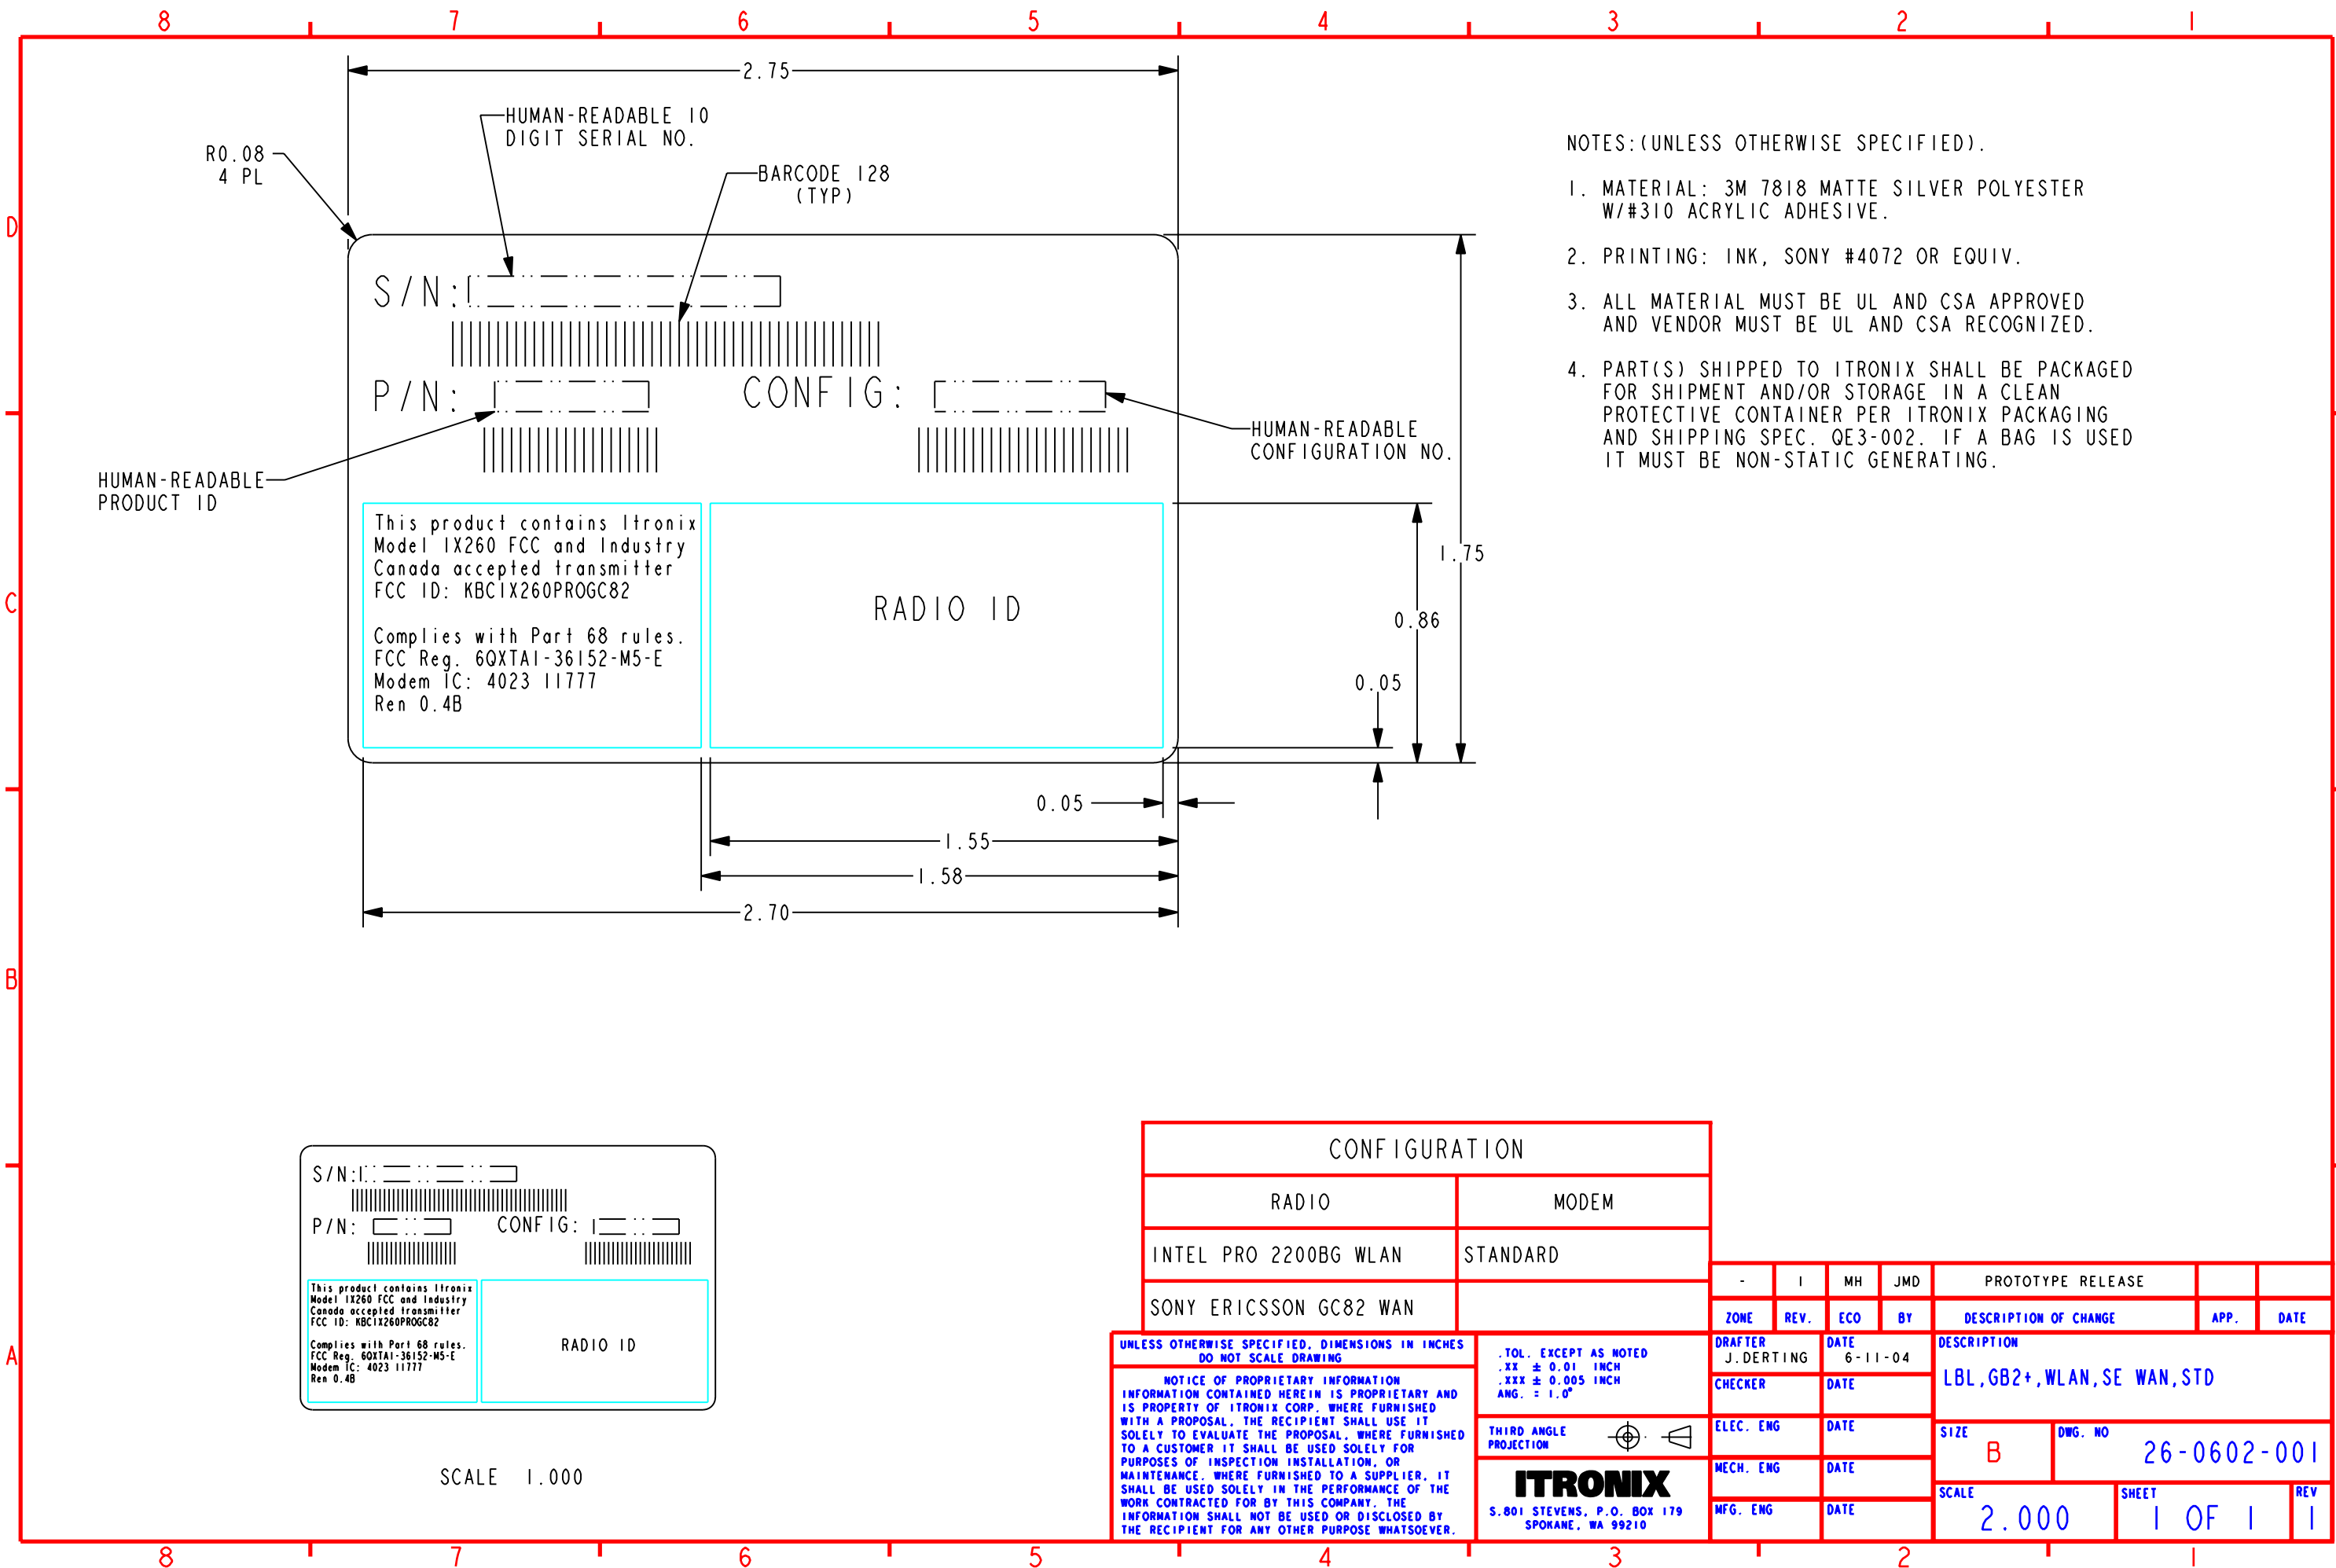 8 7 6 5 4 3 2 1
2.75
HUMAN-READABLE 10
DIGIT SERIAL NO.
R0.08
4 PL
BARCODE 128
(TYP)
S/N:
P/N:
CONFIG:
HUMAN-READABLE
CONFIGURATION NO.
HUMAN-READABLE
PRODUCT ID
This product contains Itronix
Model IX260 FCC and Industry
Canada accepted transmitter
FCC ID: KBCIX260PROGC82
Complies with Part 68 rules.
FCC Reg. 6QXTAI-36152-M5-E
Modem IC: 4023 11777
Ren 0.4B
RADIO ID
1.75
0.86
0.05
0.05
1.55
1.58
2.70
NOTES:(UNLESS OTHERWISE SPECIFIED).
1. MATERIAL: 3M 7818 MATTE SILVER POLYESTER
W/#310 ACRYLIC ADHESIVE.
2. PRINTING: INK, SONY #4072 OR EQUIV.
3. ALL MATERIAL MUST BE UL AND CSA APPROVED
AND VENDOR MUST BE UL AND CSA RECOGNIZED.
4. PART(S) SHIPPED TO ITRONIX SHALL BE PACKAGED
FOR SHIPMENT AND/OR STORAGE IN A CLEAN
PROTECTIVE CONTAINER PER ITRONIX PACKAGING
AND SHIPPING SPEC. QE3-002. IF A BAG IS USED
IT MUST BE NON-STATIC GENERATING.
D
C
B
A
S/N:
P/N:
CONFIG:
This product contains Itronix
Model IX260 FCC and Industry
Canada accepted transmitter
FCC ID: KBCIX260PROGC82
Complies with Part 68 rules.
FCC Reg. 6QXTAI-36152-M5-E
Modem IC: 4023 11777
Ren 0.4B
RADIO ID
SCALE 1.000
CONFIGURATION
RADIO MODEM
INTEL PRO 2200BG WLAN STANDARD
SONY ERICSSON GC82 WAN
- 1 MH JMD PROTOTYPE RELEASE
ZONE REV. ECO BY DESCRIPTION OF CHANGE APP. DATE
UNLESS OTHERWISE SPECIFIED, DIMENSIONS IN INCHES
DO NOT SCALE DRAWING
NOTICE OF PROPRIETARY INFORMATION
INFORMATION CONTAINED HEREIN IS PROPRIETARY AND
IS PROPERTY OF ITRONIX CORP. WHERE FURNISHED
WITH A PROPOSAL, THE RECIPIENT SHALL USE IT
SOLELY TO EVALUATE THE PROPOSAL. WHERE FURNISHED
TO A CUSTOMER IT SHALL BE USED SOLELY FOR
PURPOSES OF INSPECTION INSTALLATION, OR
MAINTENANCE. WHERE FURNISHED TO A SUPPLIER, IT
SHALL BE USED SOLELY IN THE PERFORMANCE OF THE
WORK CONTRACTED FOR BY THIS COMPANY. THE
INFORMATION SHALL NOT BE USED OR DISCLOSED BY
THE RECIPIENT FOR ANY OTHER PURPOSE WHATSOEVER.
.TOL. EXCEPT AS NOTED
.XX ± 0.01 INCH
.XXX ± 0.005 INCH
ANG. = 1.0°
THIRD ANGLE
PROJECTION
ITRONIX
S.801 STEVENS, P.O. BOX 179
SPOKANE, WA 99210
DRAFTER DATE
J.DERTING 6-11-04
CHECKER DATE
ELEC. ENG DATE
MECH. ENG DATE
MFG. ENG DATE
DESCRIPTION
LBL,GB2+,WLAN,SE WAN,STD
SIZE DWG. NO
B 26-0602-001
SCALE SHEET REV
2.000 1 OF 1 1
8 7 6 5 4 3 2 1